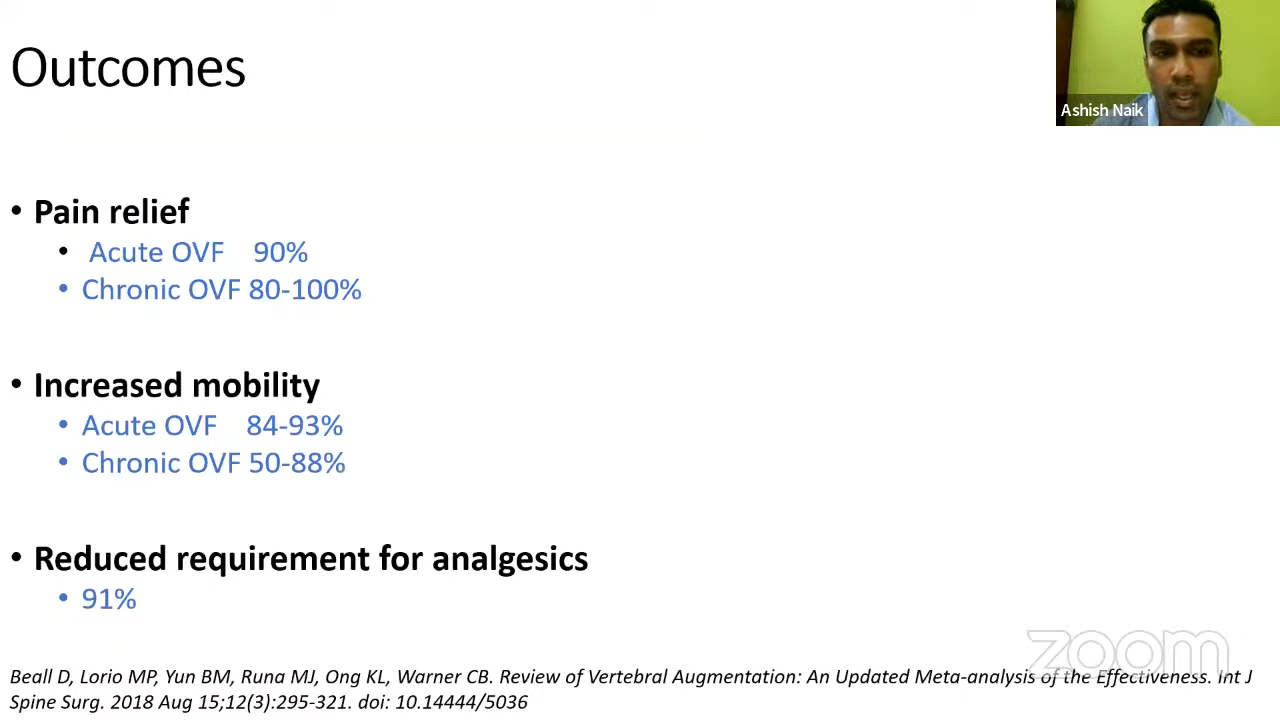 Outcomes
Ashish Naik
• Pain relief
• Acute OVF 90%
• Chronic OVF 80-100%
• Increased mobility
• Acute OVF 84-93%
• Chronic OVF 50-88%
• Reduced requirement for analgesics
• 91%
zoom
Beall D, Lorio MP, Yun BM, Runa MJ, Ong KL, Warner CB. Review of Vertebral Augmentation: An Updated Meta-analysis of the Effectiveness. Int J
Spine Surg. 2018 Aug 15;12(3):295-321. doi: 10.14444/5036